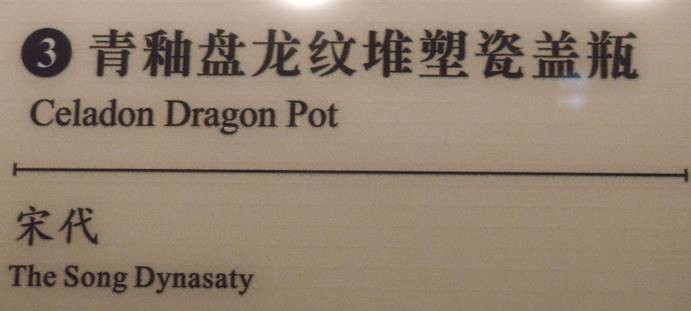 ❸ 青釉盘龙纹堆塑瓷盖瓶
Celadon Dragon Pot
宋代
The Song Dynasaty